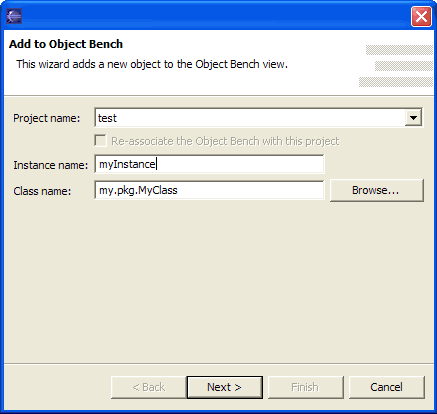 Add to Object Bench
This wizard adds a new object to the Object Bench view.
Project name: test
Re-associate the Object Bench with this project
Instance name: myInstance
Class name: my.pkg.MyClass Browse...
< Back Next > Finish Cancel